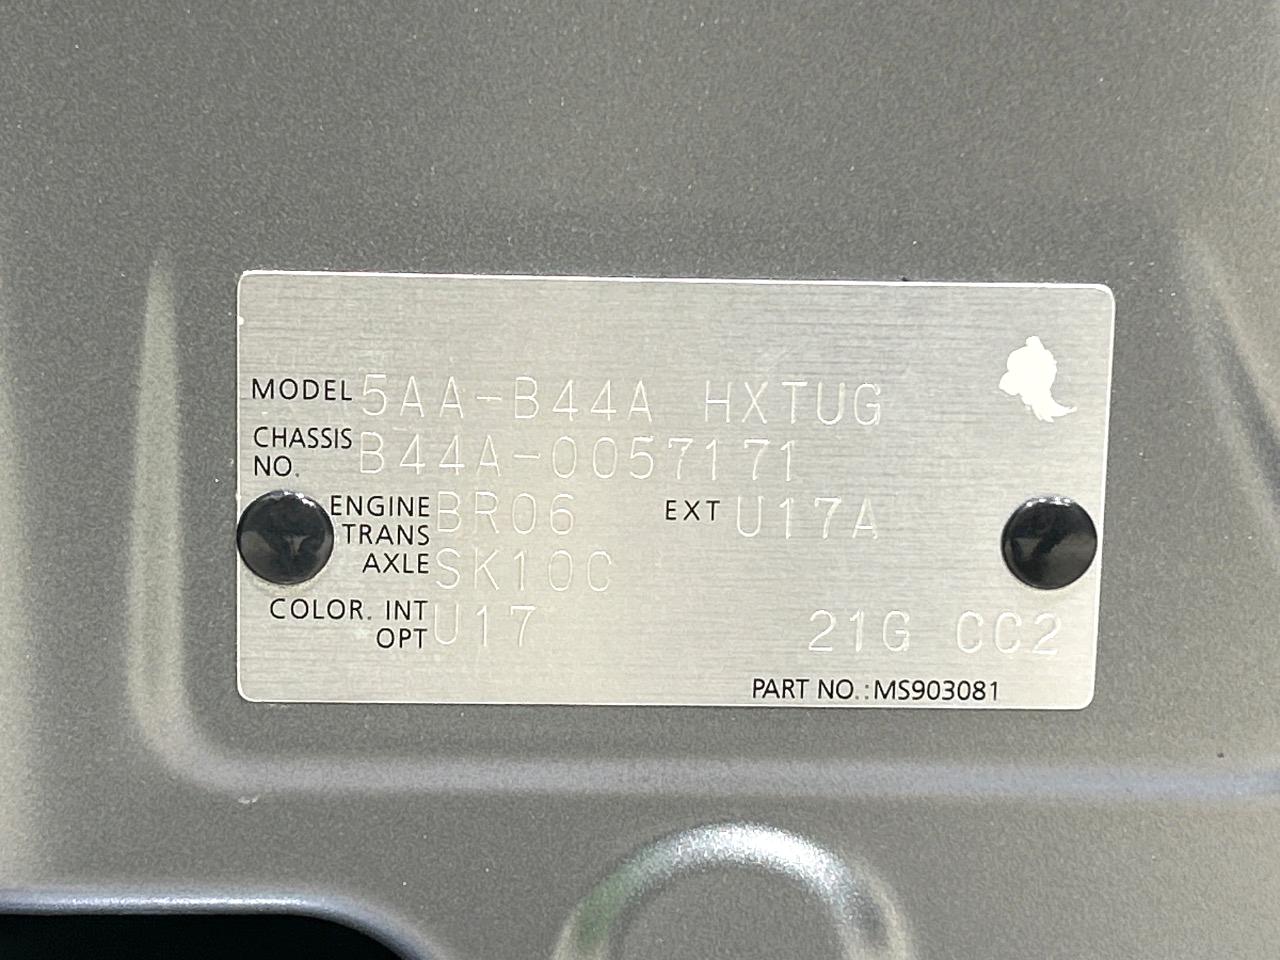 MODEL 5AA-B44A HXTUG
CHASSIS NO. B44A-0057171
ENGINE BR06 EXT U17A
TRANS AXLE SK10C
COLOR. INT OPT U17 21G CC2
PART NO.:MS903081